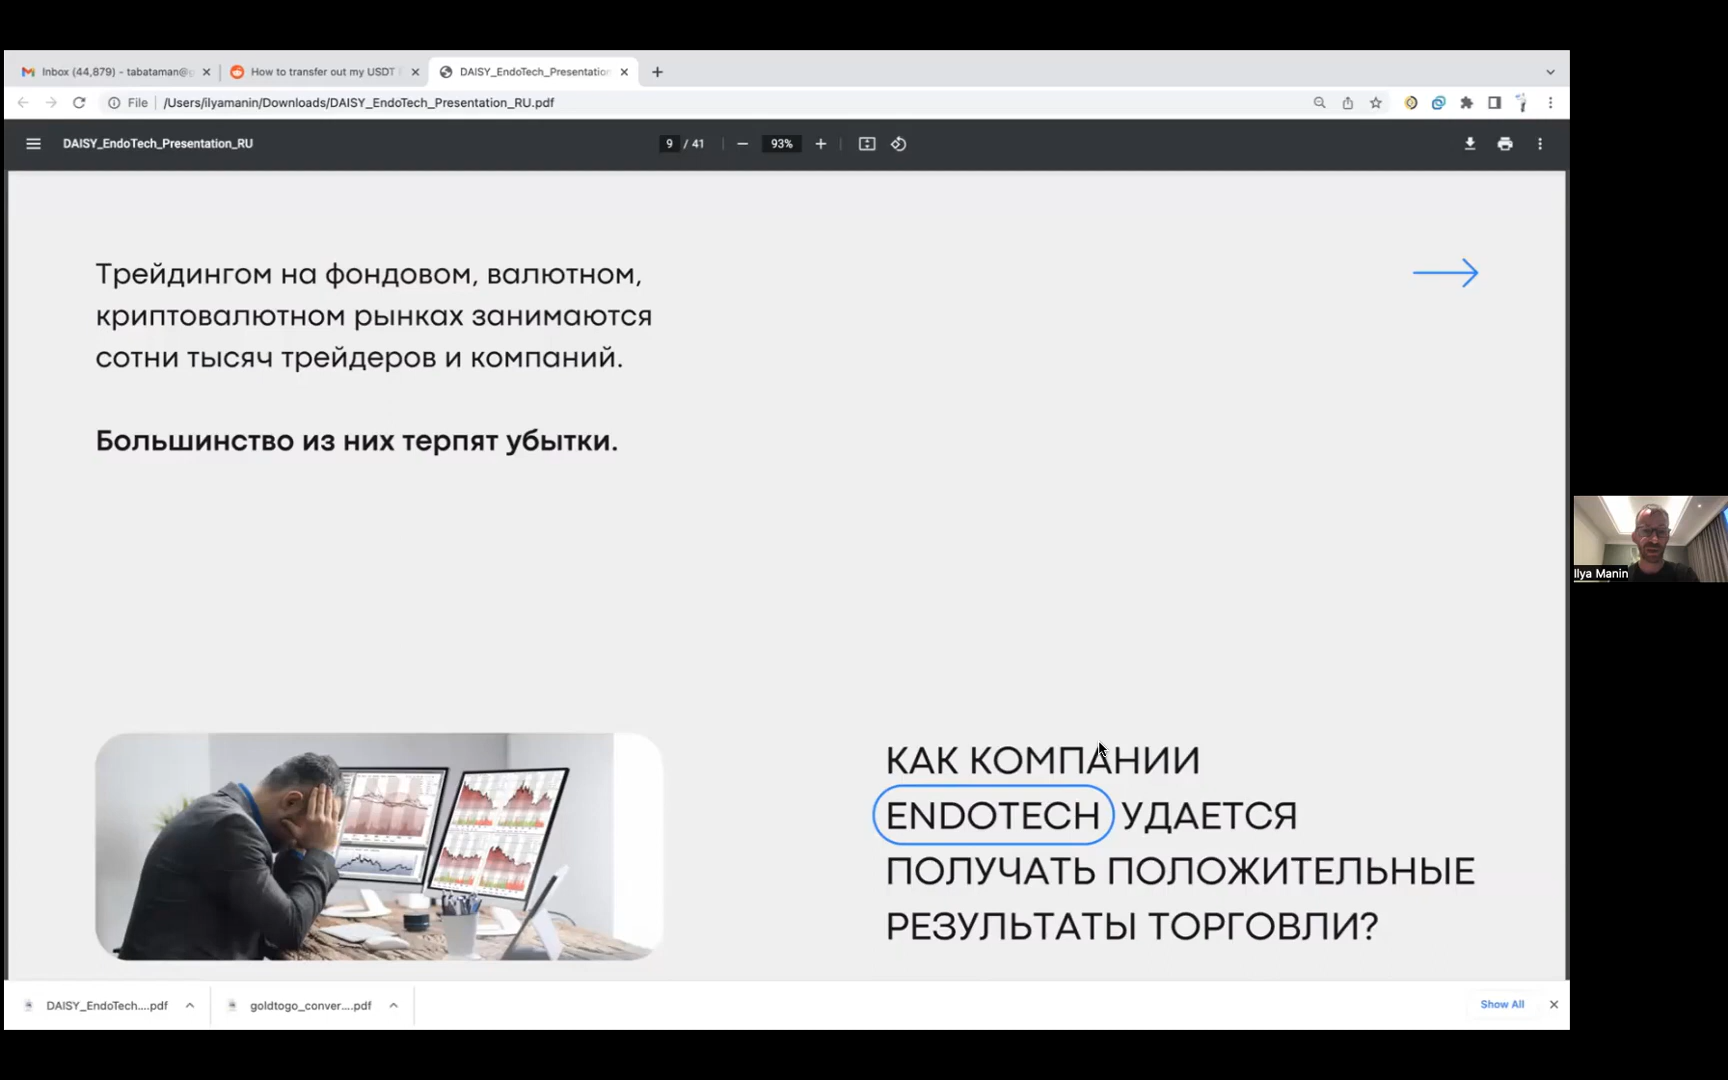 Inbox (44,879) - tabataman@g
How to transfer out my USDT
DAISY_EndoTech_Presentation
File
/Users/ilyamanin/Downloads/DAISY_EndoTech_Presentation_RU.pdf
DAISY_EndoTech_Presentation_RU
9 / 41
93%
Трейдингом на фондовом, валютном,
криптовалютном рынках занимаются
сотни тысяч трейдеров и компаний.
Большинство из них терпят убытки.
КАК КОМПАНИИ
ENDOTECH УДАЕТСЯ
ПОЛУЧАТЬ ПОЛОЖИТЕЛЬНЫЕ
РЕЗУЛЬТАТЫ ТОРГОВЛИ?
Ilya Manin
DAISY_EndoTech....pdf
goldtogo_conver....pdf
Show All